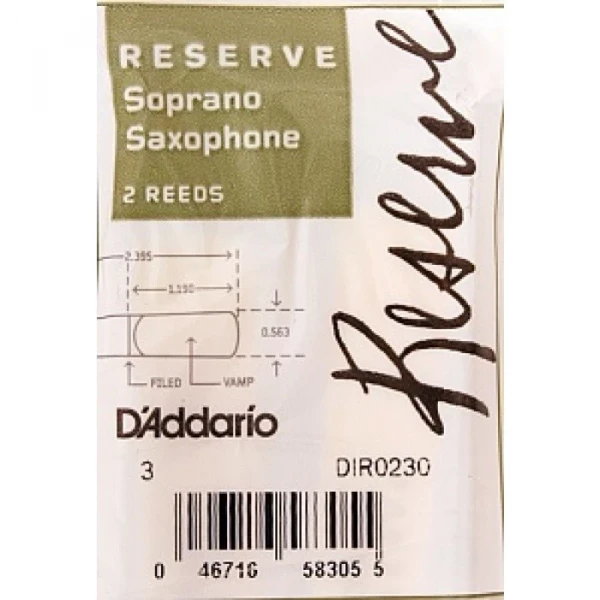 RESERVE
Soprano
Saxophone
2 REEDS
Reserve
2.395
1.190
0.563
FILED
VAMP
D'Addario
3
DIR0230
0 46716 58305 5